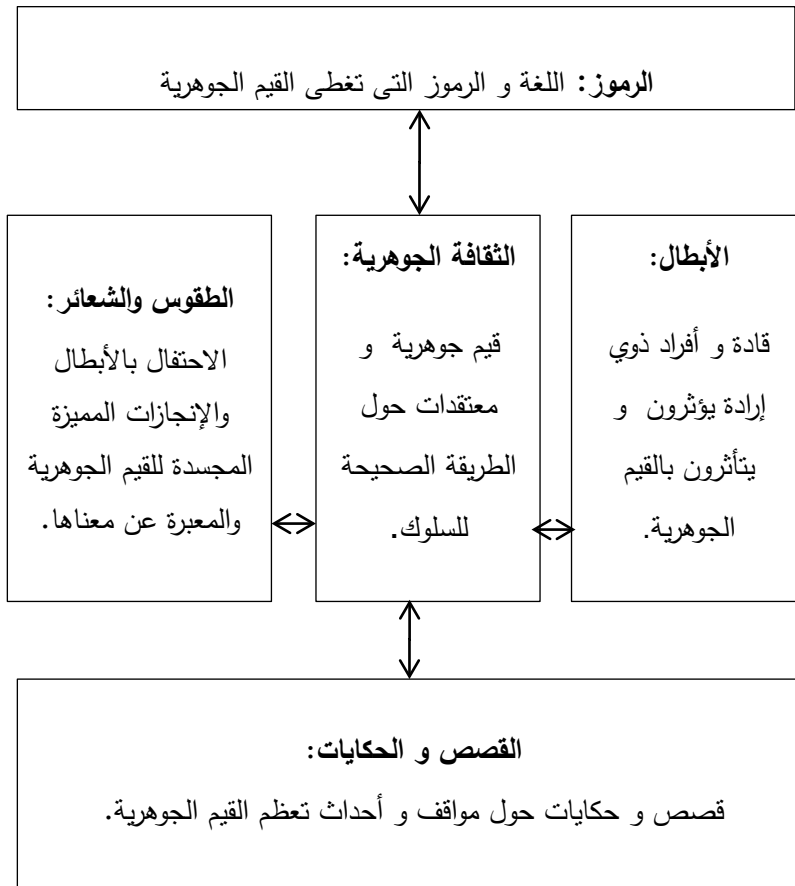 الرموز: اللغة و الرموز التى تغطى القيم الجوهرية
الأبطال:
قادة و أفراد ذوي
إرادة يؤثرون و
يتأثرون بالقيم
الجوهرية.
الثقافة الجوهرية:
قيم جوهرية و
معتقدات حول
الطريقة الصحيحة
للسلوك.
الطقوس والشعائر:
الاحتفال بالأبطال
والإنجازات المميزة
المجسدة للقيم الجوهرية
والمعبرة عن معناها.
القصص و الحكايات:
قصص و حكايات حول مواقف و أحداث تعظم القيم الجوهرية.